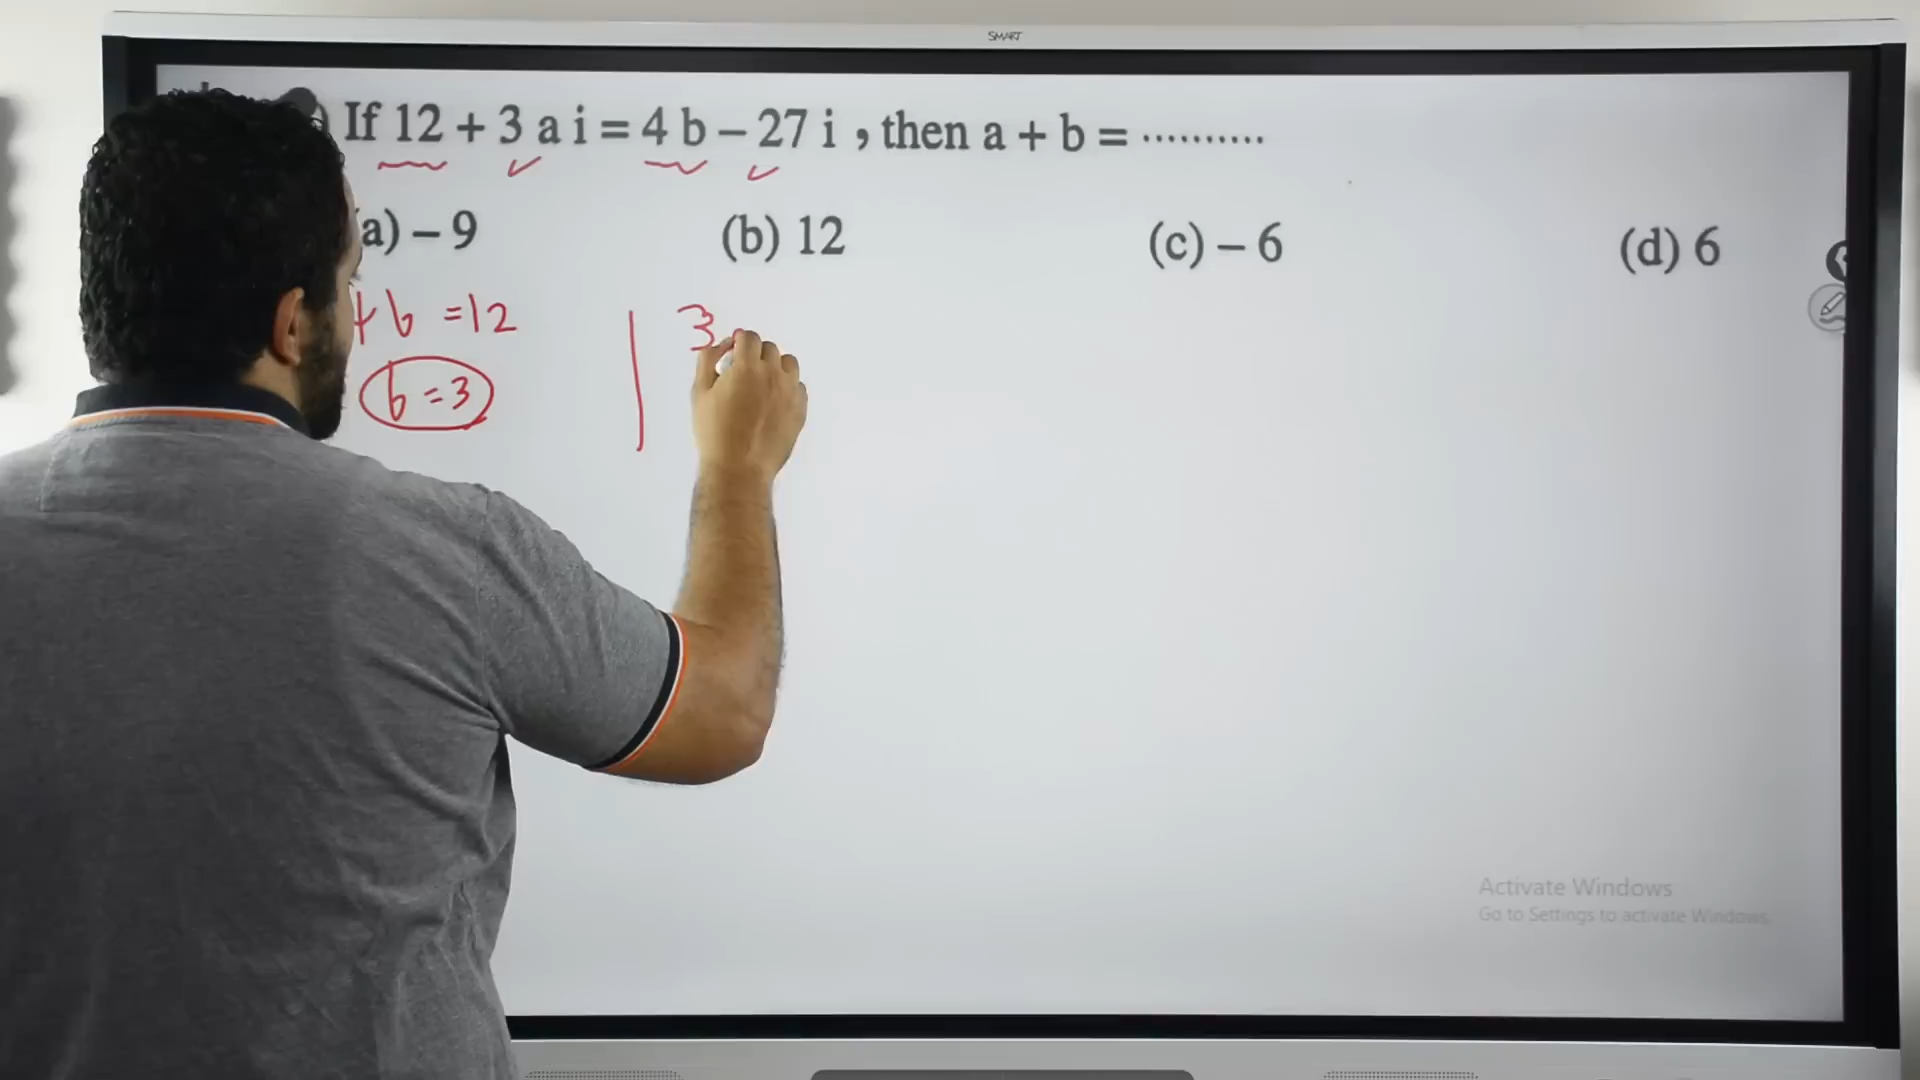 SMART
If 12 + 3 a i = 4 b – 27 i , then a + b = ..........
a) – 9 (b) 12 (c) – 6 (d) 6
b = 12
3
b = 3
Activate Windows
Go to Settings to activate Windows.